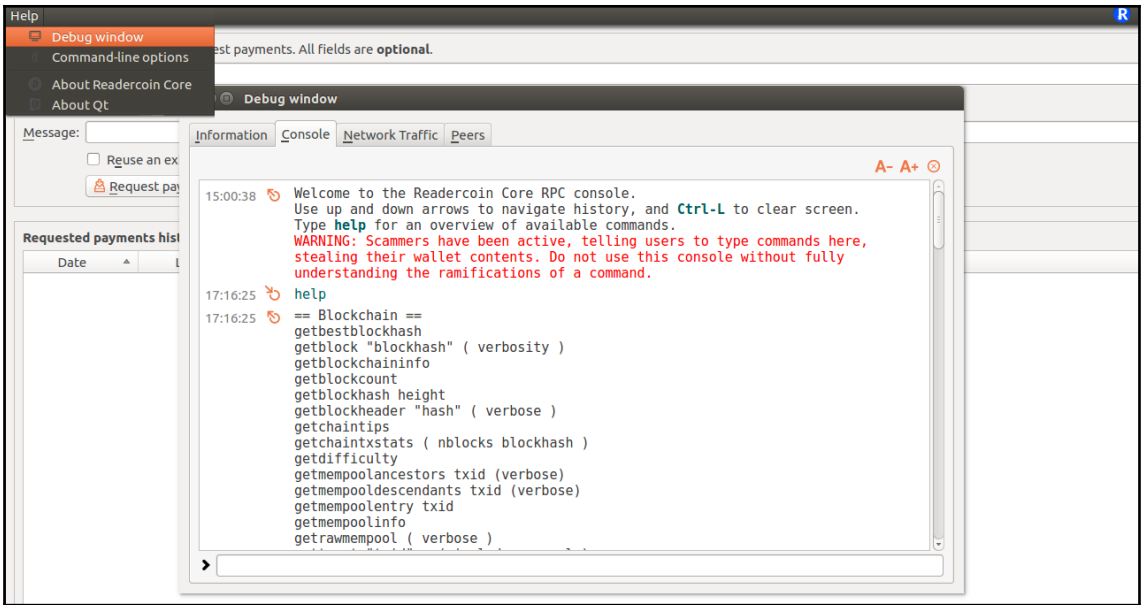 Help
R
Debug window
Command-line options
About Readercoin Core
About Qt
est payments. All fields are optional.
Message:
Reuse an ex
Request pay
Requested payments hist
Date
L
Debug window
Information Console Network Traffic Peers
A- A+
15:00:38 Welcome to the Readercoin Core RPC console.
Use up and down arrows to navigate history, and Ctrl-L to clear screen.
Type help for an overview of available commands.
WARNING: Scammers have been active, telling users to type commands here,
stealing their wallet contents. Do not use this console without fully
understanding the ramifications of a command.
17:16:25 help
17:16:25 == Blockchain ==
getbestblockhash
getblock "blockhash" ( verbosity )
getblockchaininfo
getblockcount
getblockhash height
getblockheader "hash" ( verbose )
getchaintips
getchaintxstats ( nblocks blockhash )
getdifficulty
getmempoolancestors txid (verbose)
getmempooldescendants txid (verbose)
getmempoolentry txid
getmempoolinfo
getrawmempool ( verbose )